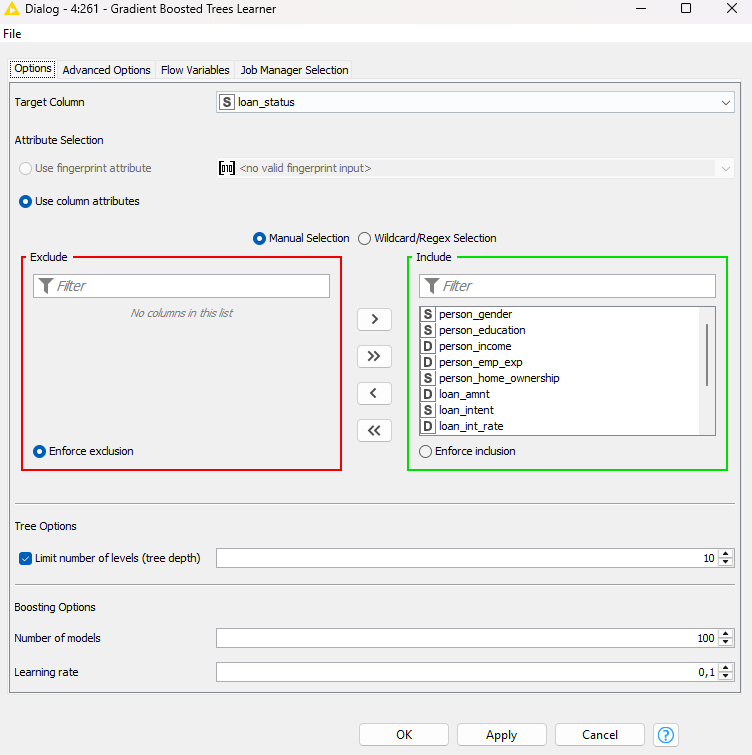 Dialog - 4:261 - Gradient Boosted Trees Learner
File
Options Advanced Options Flow Variables Job Manager Selection
Target Column S loan_status
Attribute Selection
Use fingerprint attribute [010] <no valid fingerprint input>
Use column attributes
Manual Selection Wildcard/Regex Selection
Exclude
Filter
No columns in this list
Enforce exclusion
>
>>
<
<<
Include
Filter
S person_gender
S person_education
D person_income
D person_emp_exp
S person_home_ownership
D loan_amnt
S loan_intent
D loan_int_rate
Enforce inclusion
Tree Options
Limit number of levels (tree depth) 10
Boosting Options
Number of models 100
Learning rate 0,1
OK Apply Cancel ?